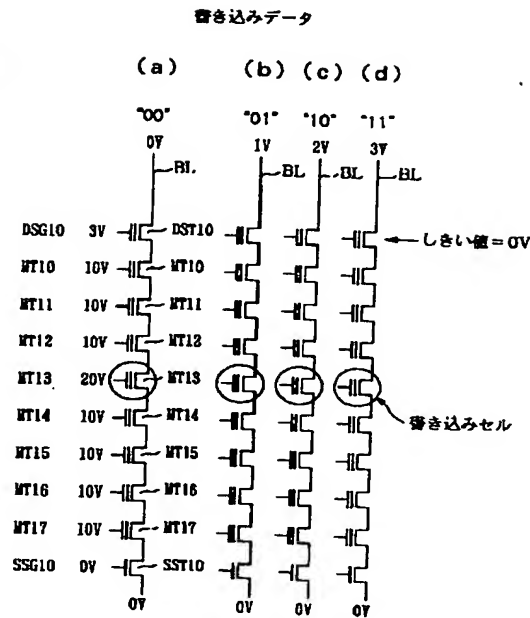 書き込みデータ
(a) (b) (c) (d)
"00" "01" "10" "11"
0V 1V 2V 3V
BL BL BL BL
DSG10 3V DST10 しきい値=0V
MT10 10V MT10
MT11 10V MT11
MT12 10V MT12
MT13 20V MT13
MT14 10V MT14 書き込みセル
MT15 10V MT15
MT16 10V MT16
MT17 10V MT17
SSG10 0V SST10
0V 0V 0V 0V